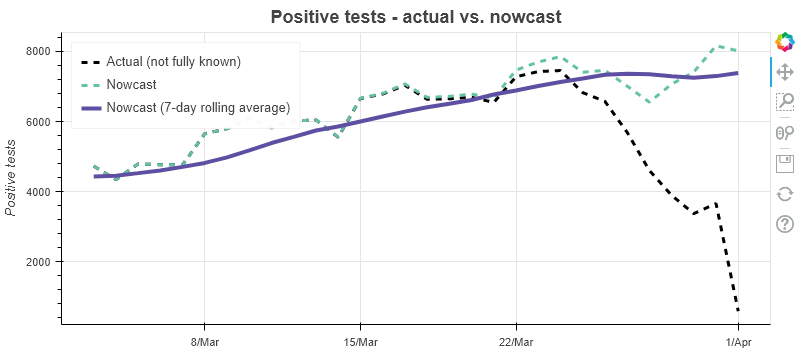 Positive tests - actual vs. nowcast
Actual (not fully known)
Nowcast
Nowcast (7-day rolling average)
Positive tests
8000
6000
4000
2000
8/Mar
15/Mar
22/Mar
1/Apr